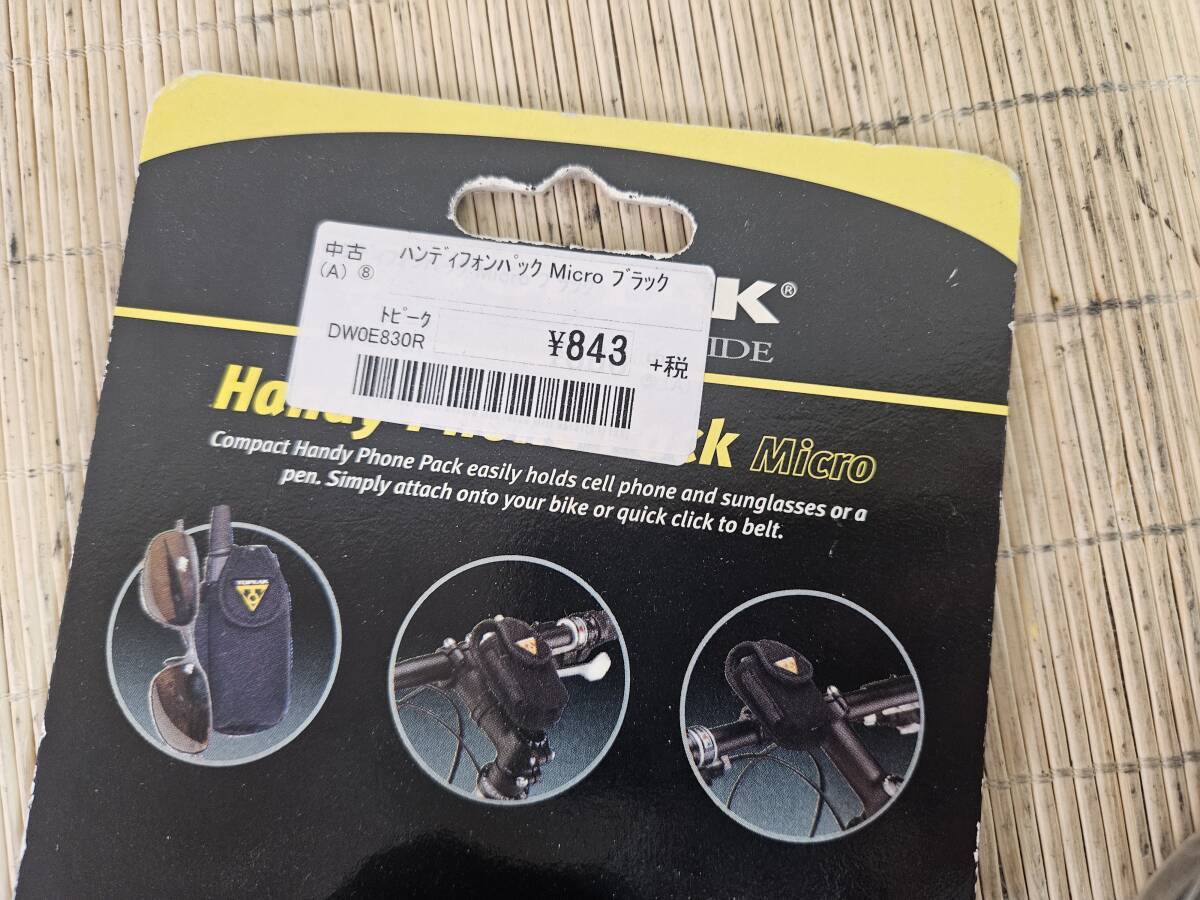 中古 ハンディフォンパック Micro ブラック
(A) ⑧
トピーク
DW0E830R ¥843 +税
K®
IDE
Micro
Compact Handy Phone Pack easily holds cell phone and sunglasses or a
pen. Simply attach onto your bike or quick click to belt.
TOPEAK